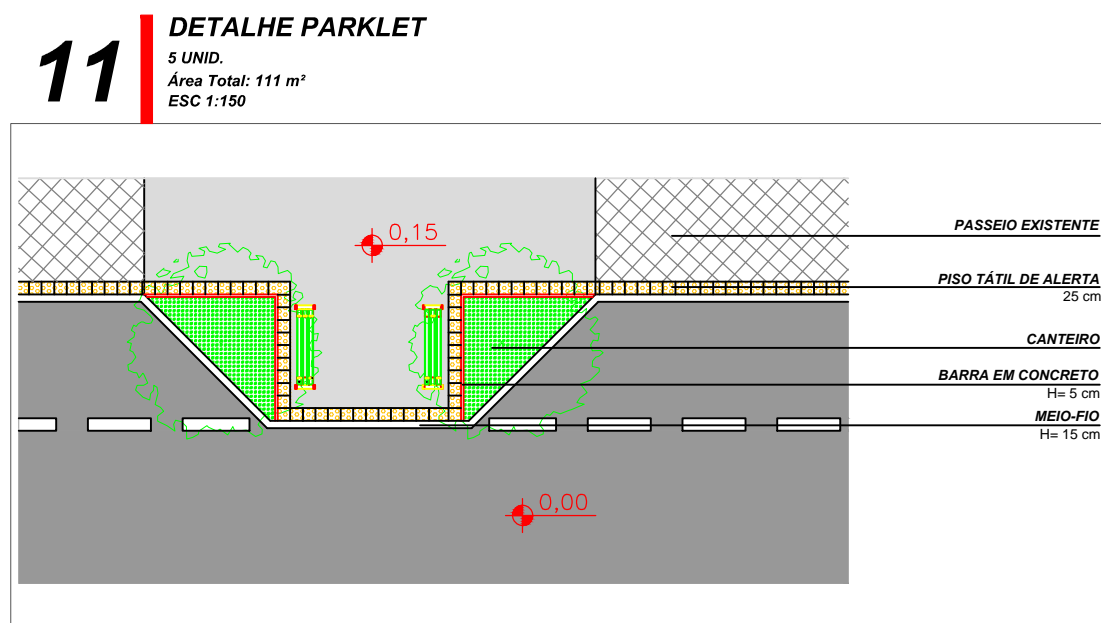 11
DETALHE PARKLET
5 UNID.
Área Total: 111 m²
ESC 1:150
PASSEIO EXISTENTE
0,15
PISO TÁTIL DE ALERTA
25 cm
CANTEIRO
BARRA EM CONCRETO
H= 5 cm
MEIO-FIO
H= 15 cm
0,00